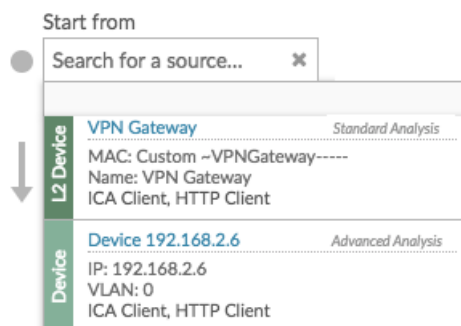 Start from
Search for a source... ×
L2 Device
VPN Gateway Standard Analysis
MAC: Custom ~VPNGateway-----
Name: VPN Gateway
ICA Client, HTTP Client
Device
Device 192.168.2.6 Advanced Analysis
IP: 192.168.2.6
VLAN: 0
ICA Client, HTTP Client